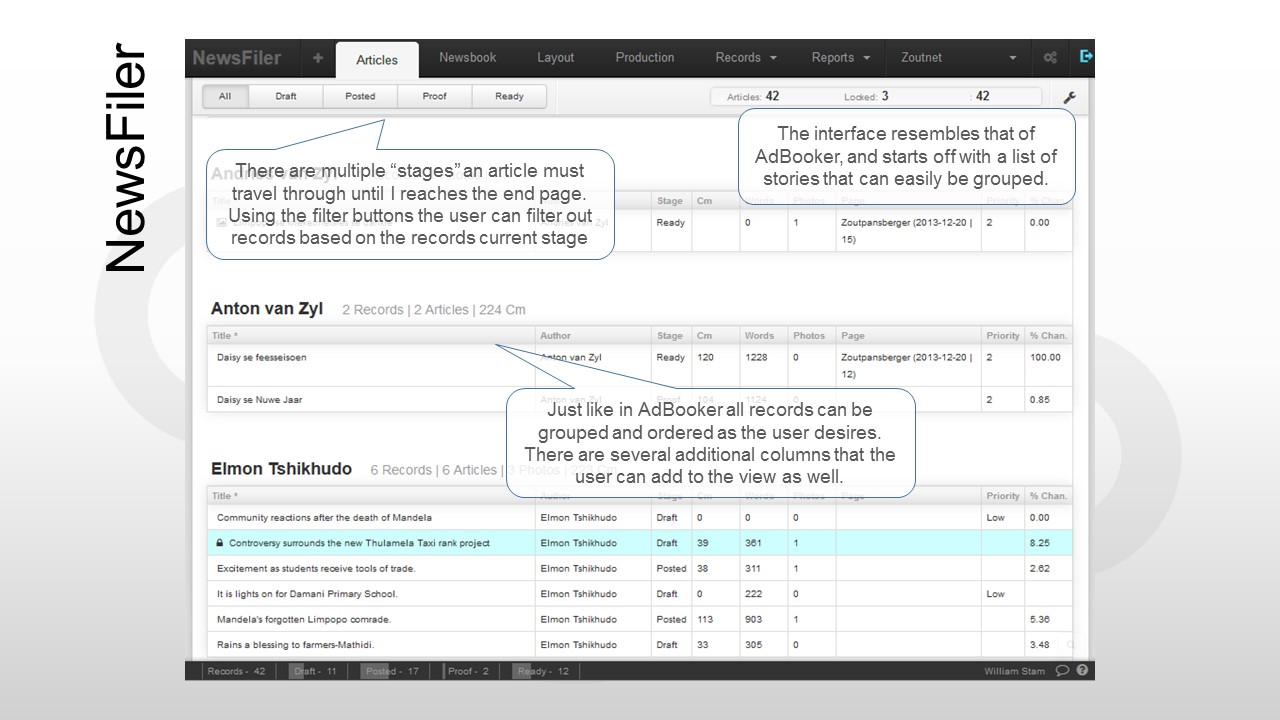 NewsFiler
NewsFiler + Articles Newsbook Layout Production Records Reports Zoutnet
All Draft Posted Proof Ready Articles: 42 Locked: 3 : 42
The interface resembles that of
AdBooker, and starts off with a list of
stories that can easily be grouped.
There are multiple “stages” an article must
travel through until I reaches the end page.
Using the filter buttons the user can filter out
records based on the records current stage
Stage Cm Words Photos Page Priority % Chan.
Ready 0 1 Zoutpansberger (2013-12-20 | 2 0.00
15)
Anton van Zyl 2 Records | 2 Articles | 224 Cm
Title * Author Stage Cm Words Photos Page Priority % Chan.
Daisy se feesseisoen Anton van Zyl Ready 120 1228 0 Zoutpansberger (2013-12-20 | 2 100.00
12)
Daisy se Nuwe Jaar Anton van Zyl Proof 104 1124 0 2 0.85
Just like in AdBooker all records can be
grouped and ordered as the user desires.
There are several additional columns that the
user can add to the view as well.
Elmon Tshikhudo 6 Records | 6 Articles | 3 Photos
Title * Author Stage Cm Words Photos Page Priority % Chan.
Community reactions after the death of Mandela Elmon Tshikhudo Draft 0 0 0 Low 0.00
Controversy surrounds the new Thulamela Taxi rank project Elmon Tshikhudo Draft 39 361 1 8.25
Excitement as students receive tools of trade. Elmon Tshikhudo Posted 38 311 1 2.62
It is lights on for Damani Primary School. Elmon Tshikhudo Draft 0 222 0 Low
Mandela's forgotten Limpopo comrade. Elmon Tshikhudo Posted 113 903 1 5.36
Rains a blessing to farmers-Mathidi. Elmon Tshikhudo Draft 33 305 0 3.48
Records - 42 Draft - 11 Posted - 17 Proof - 2 Ready - 12 William Stam